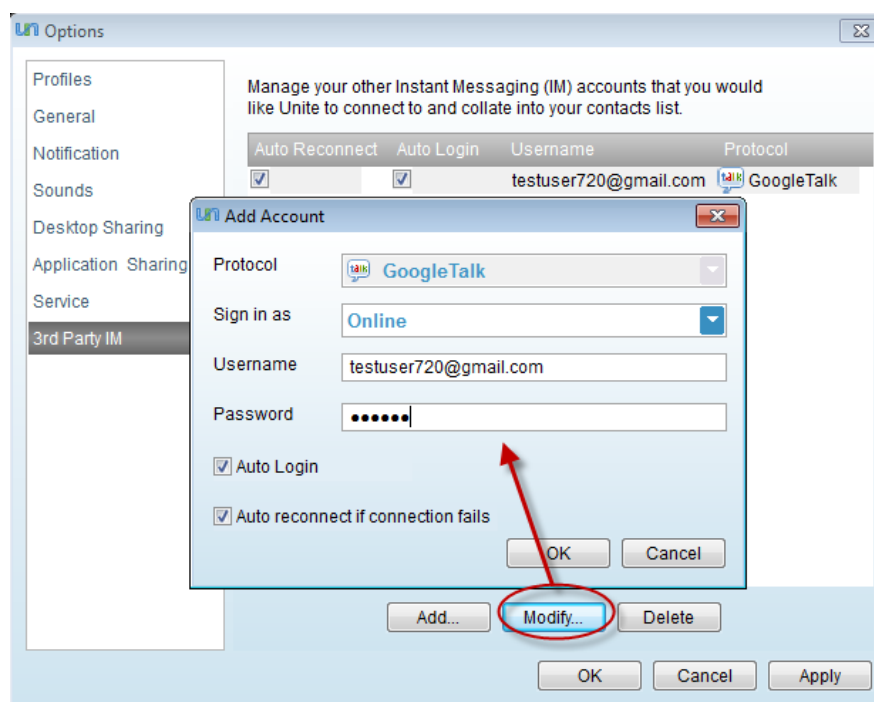 Options
Profiles
General
Notification
Sounds
Desktop Sharing
Application Sharing
Service
3rd Party IM
Manage your other Instant Messaging (IM) accounts that you would
like Unite to connect to and collate into your contacts list.
Auto Reconnect Auto Login Username Protocol
testuser720@gmail.com talk GoogleTalk
Add Account
Protocol talk GoogleTalk
Sign in as Online
Username testuser720@gmail.com
Password ••••••
Auto Login
Auto reconnect if connection fails
OK Cancel
Add... Modify... Delete
OK Cancel Apply